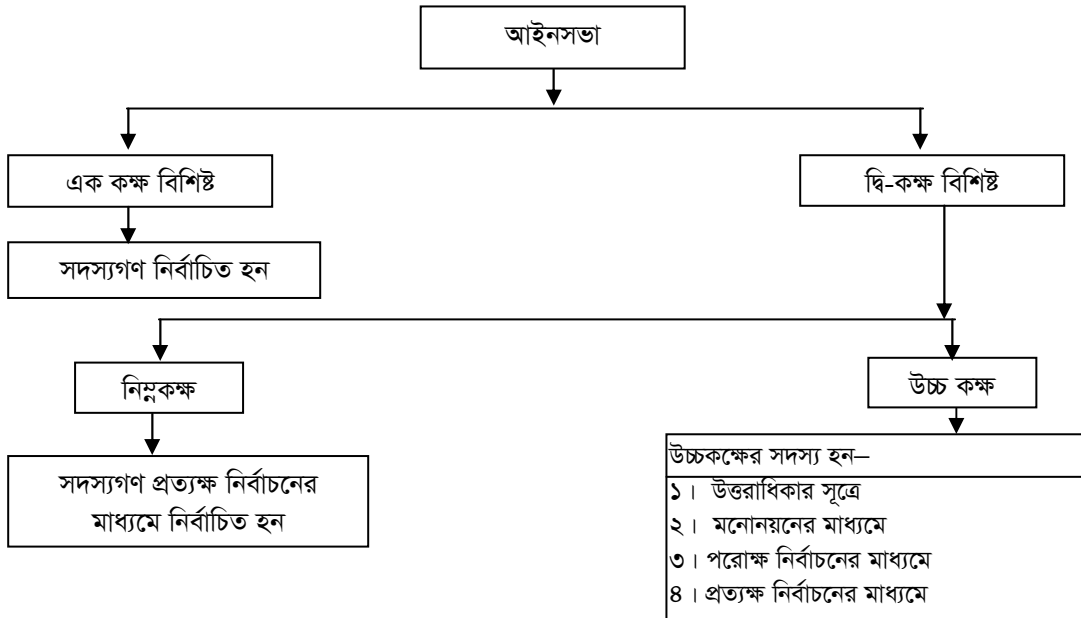 আইনসভা
এক কক্ষ বিশিষ্ট
দ্বি-কক্ষ বিশিষ্ট
সদস্যগণ নির্বাচিত হন
নিম্নকক্ষ
উচ্চ কক্ষ
সদস্যগণ প্রত্যক্ষ নির্বাচনের
মাধ্যমে নির্বাচিত হন
উচ্চকক্ষের সদস্য হন–
১। উত্তরাধিকার সূত্রে
২। মনোনয়নের মাধ্যমে
৩। পরোক্ষ নির্বাচনের মাধ্যমে
৪। প্রত্যক্ষ নির্বাচনের মাধ্যমে